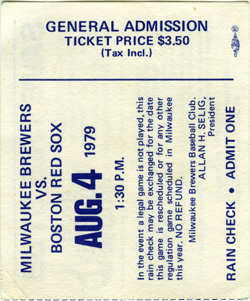 GENERAL ADMISSION
TICKET PRICE $3.50
(Tax Incl.)
MILWAUKEE BREWERS
VS.
BOSTON RED SOX
AUG. 4 1979
1:30 P.M.
In the event a legal game is not played, this
rain check may be exchanged for the date
this game is rescheduled or for any other
regulation game scheduled in Milwaukee
this year. NO REFUND.
Milwaukee Brewers Baseball Club,
ALLAN H. SELIG,
President
RAIN CHECK • ADMIT ONE